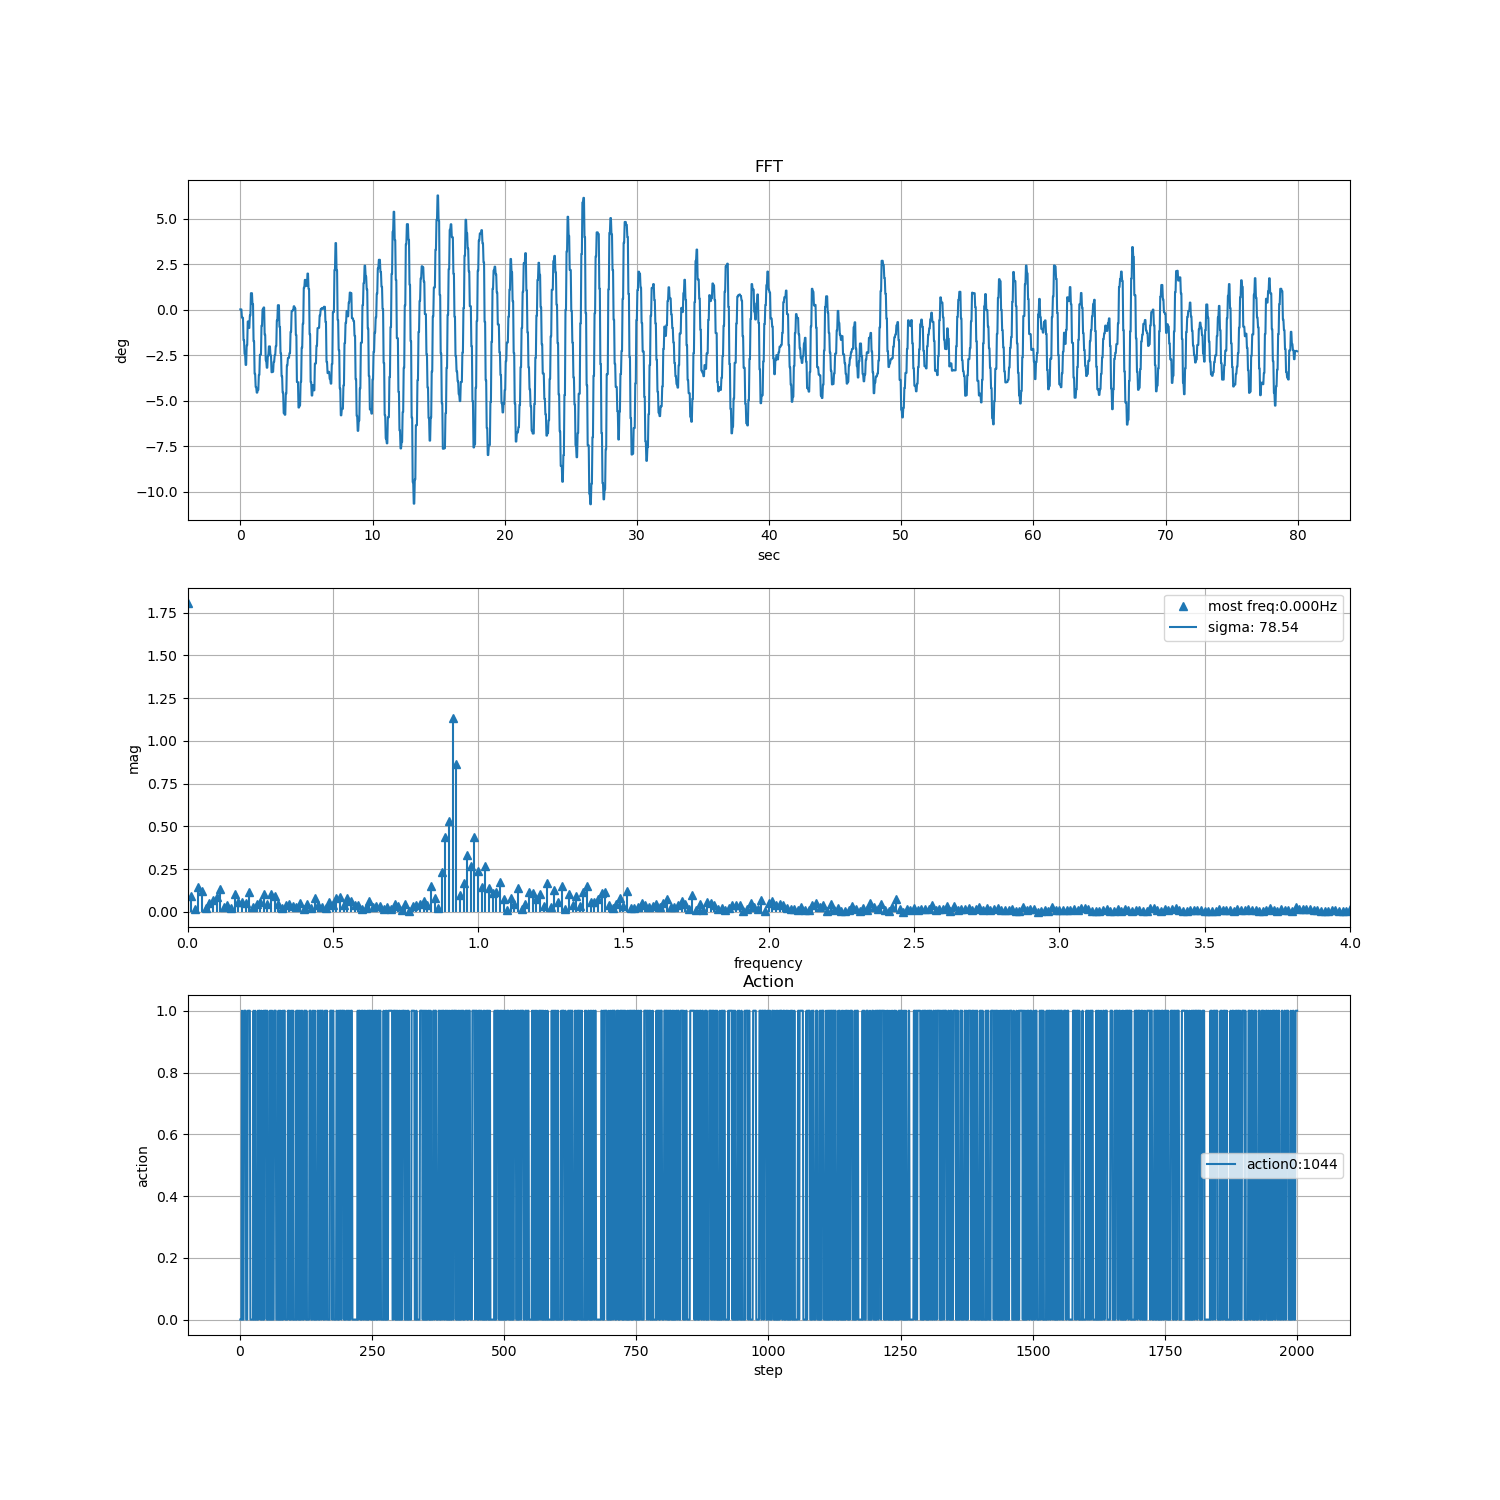 FFT
5.0
2.5
0.0
−2.5
−5.0
−7.5
−10.0
deg
0 10 20 30 40 50 60 70 80
sec
1.75
1.50
1.25
1.00
0.75
0.50
0.25
0.00
mag
most freq:0.000Hz
sigma: 78.54
0.0 0.5 1.0 1.5 2.0 2.5 3.0 3.5 4.0
frequency
Action
1.0
0.8
0.6
0.4
0.2
0.0
action
action0:1044
0 250 500 750 1000 1250 1500 1750 2000
step